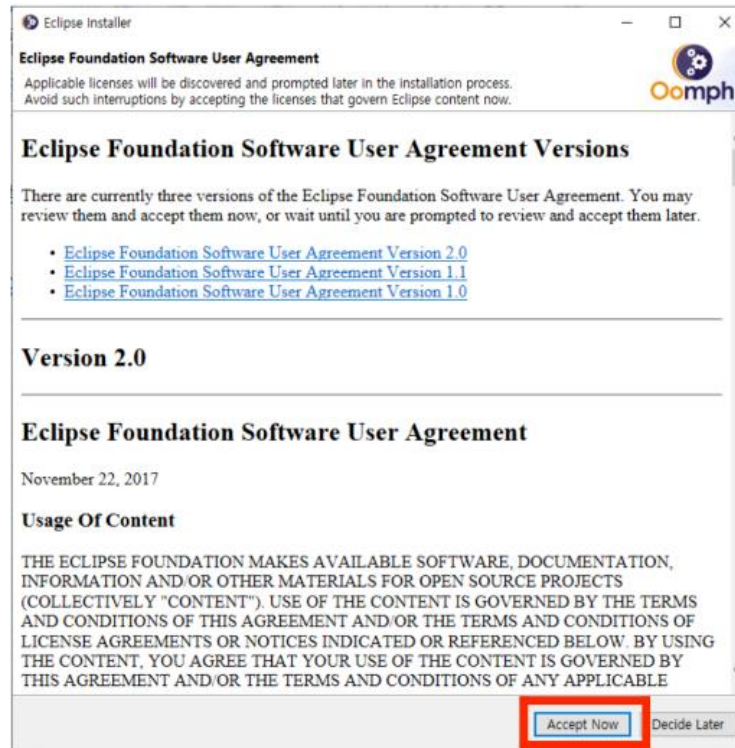 Eclipse Installer
Eclipse Foundation Software User Agreement
Applicable licenses will be discovered and prompted later in the installation process.
Avoid such interruptions by accepting the licenses that govern Eclipse content now.
Oomph
Eclipse Foundation Software User Agreement Versions
There are currently three versions of the Eclipse Foundation Software User Agreement. You may
review them and accept them now, or wait until you are prompted to review and accept them later.
• Eclipse Foundation Software User Agreement Version 2.0
• Eclipse Foundation Software User Agreement Version 1.1
• Eclipse Foundation Software User Agreement Version 1.0
Version 2.0
Eclipse Foundation Software User Agreement
November 22, 2017
Usage Of Content
THE ECLIPSE FOUNDATION MAKES AVAILABLE SOFTWARE, DOCUMENTATION,
INFORMATION AND/OR OTHER MATERIALS FOR OPEN SOURCE PROJECTS
(COLLECTIVELY "CONTENT"). USE OF THE CONTENT IS GOVERNED BY THE TERMS
AND CONDITIONS OF THIS AGREEMENT AND/OR THE TERMS AND CONDITIONS OF
LICENSE AGREEMENTS OR NOTICES INDICATED OR REFERENCED BELOW. BY USING
THE CONTENT, YOU AGREE THAT YOUR USE OF THE CONTENT IS GOVERNED BY
THIS AGREEMENT AND/OR THE TERMS AND CONDITIONS OF ANY APPLICABLE
Accept Now Decide Later